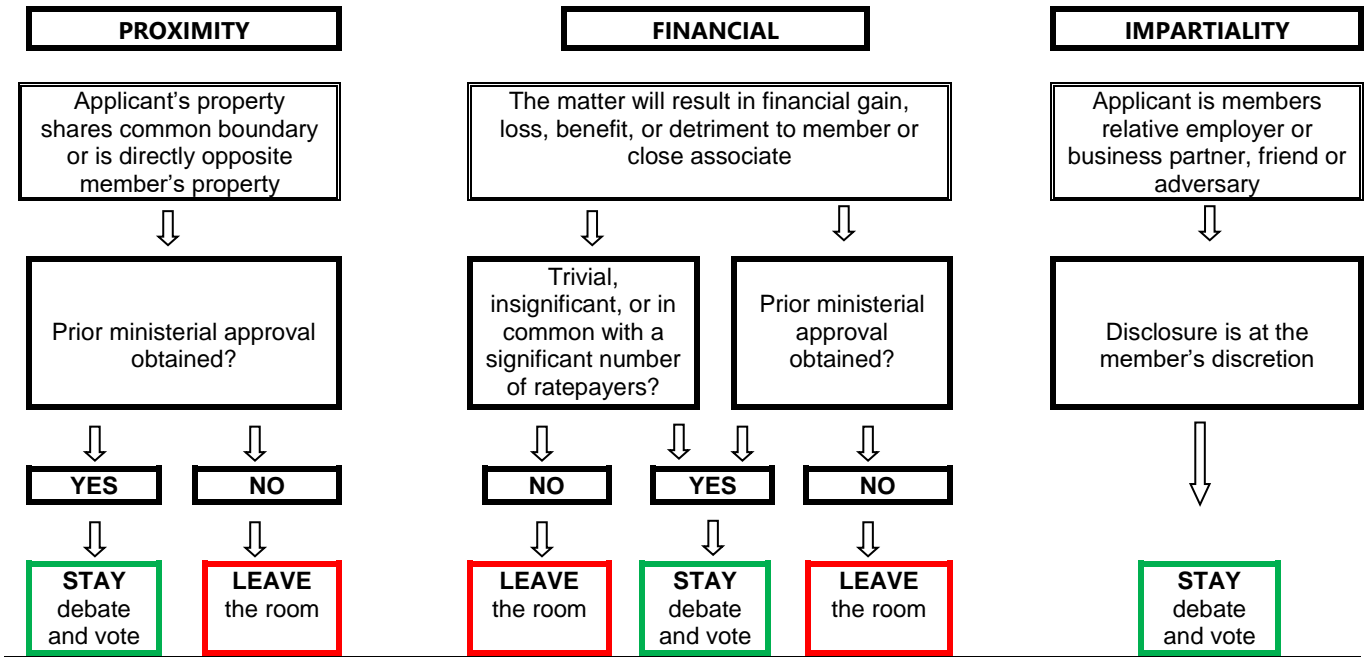 PROXIMITY
FINANCIAL
IMPARTIALITY
Applicant's property
shares common boundary
or is directly opposite
member's property
The matter will result in financial gain,
loss, benefit, or detriment to member or
close associate
Applicant is members
relative employer or
business partner, friend or
adversary
Prior ministerial approval
obtained?
Trivial,
insignificant, or in
common with a
significant number
of ratepayers?
Prior ministerial
approval
obtained?
Disclosure is at the
member's discretion
YES
NO
NO
YES
NO
STAY
debate
and vote
LEAVE
the room
LEAVE
the room
STAY
debate
and vote
LEAVE
the room
STAY
debate
and vote